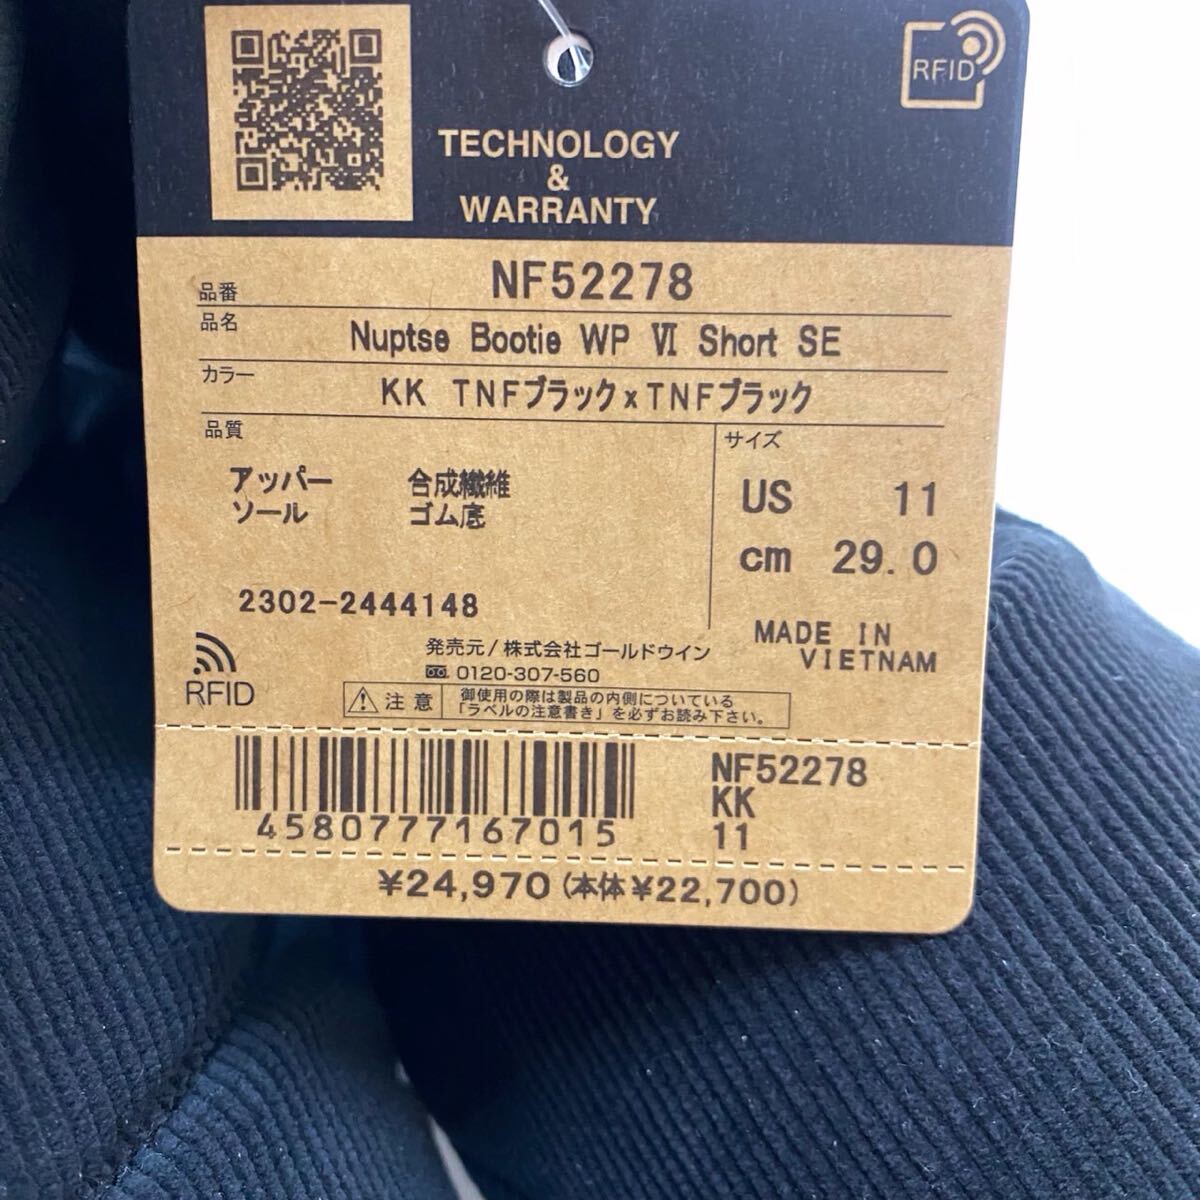 RFID
TECHNOLOGY
&
WARRANTY
品番 NF52278
品名 Nuptse Bootie WP Ⅵ Short SE
カラー KK TNFブラック×TNFブラック
品質
アッパー 合成繊維
ソール ゴム底
サイズ
US 11
cm 29.0
2302-2444148
MADE IN
VIETNAM
RFID
発売元/株式会社ゴールドウイン
0120-307-560
注意 御使用の際は製品の内側についている
「ラベルの注意書き」を必ずお読み下さい。
4580777167015
NF52278
KK
11
¥24,970(本体¥22,700)